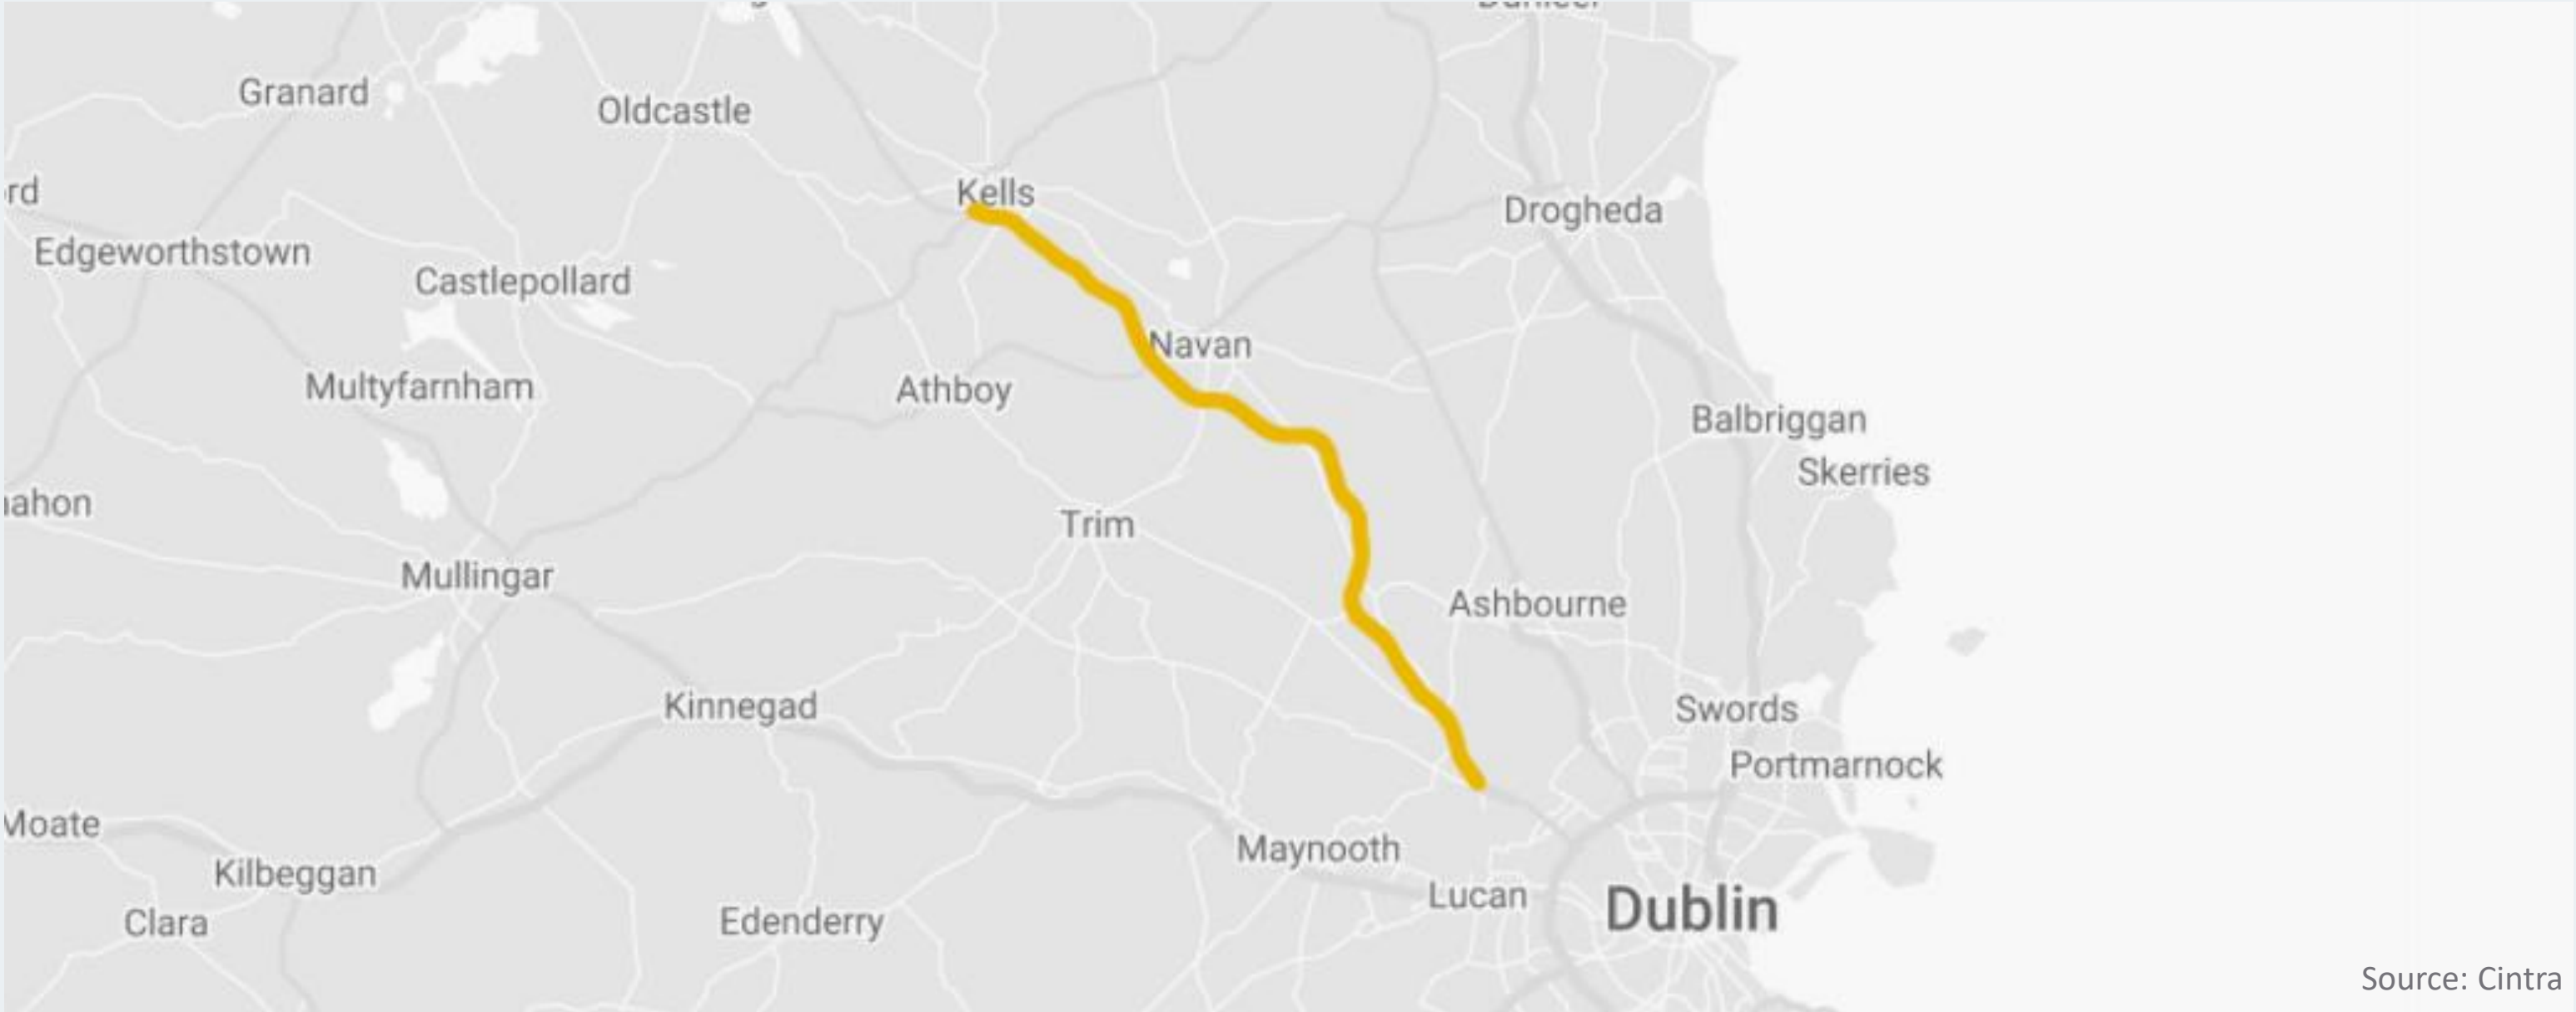 Granard
Oldcastle
Kells
Drogheda
Edgeworthstown
Castlepollard
Navan
Multyfarnham
Athboy
Balbriggan
Skerries
Trim
Mullingar
Ashbourne
Kinnegad
Swords
Portmarnock
Moate
Maynooth
Kilbeggan
Lucan
Dublin
Clara
Edenderry
Source: Cintra